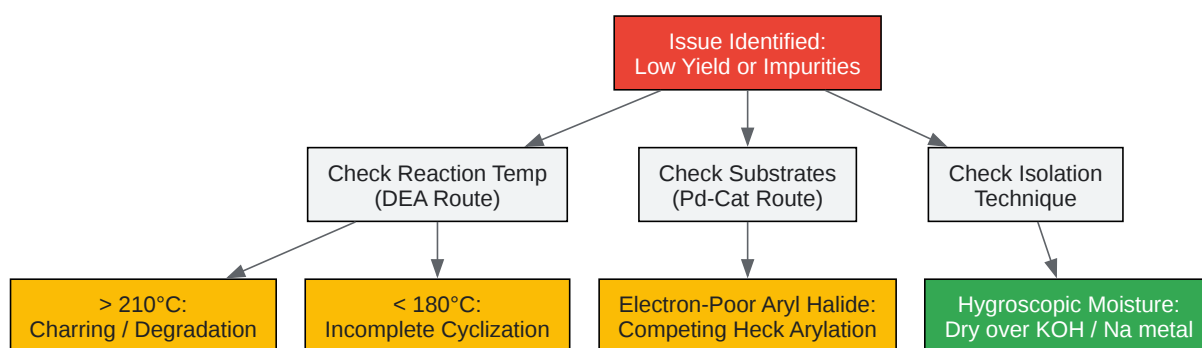 Issue Identified:
Low Yield or Impurities
Check Reaction Temp
(DEA Route)
Check Substrates
(Pd-Cat Route)
Check Isolation
Technique
> 210°C:
Charring / Degradation
< 180°C:
Incomplete Cyclization
Electron-Poor Aryl Halide:
Competing Heck Arylation
Hygroscopic Moisture:
Dry over KOH / Na metal